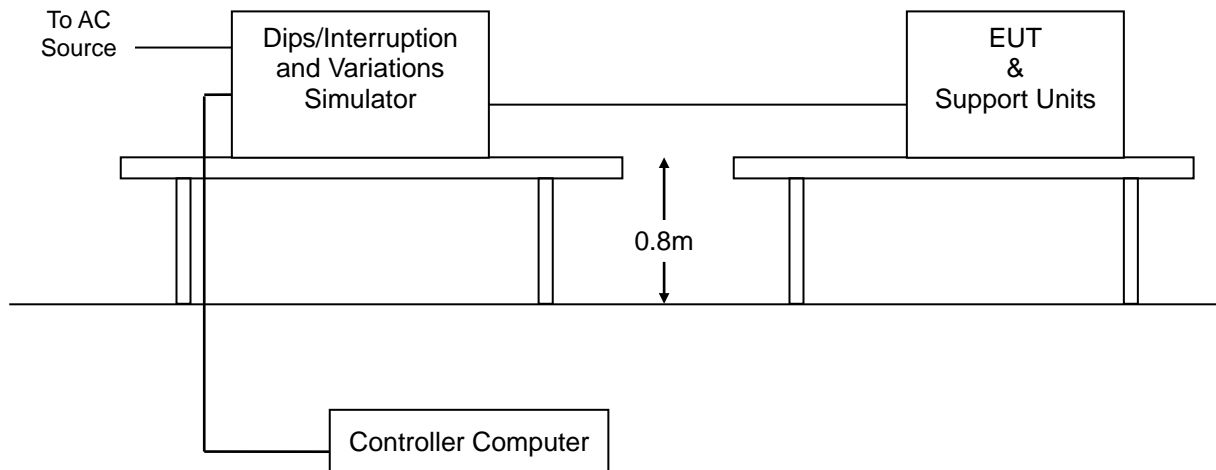 To AC
Source
Dips/Interruption
and Variations
Simulator
EUT
&
Support Units
0.8m
Controller Computer